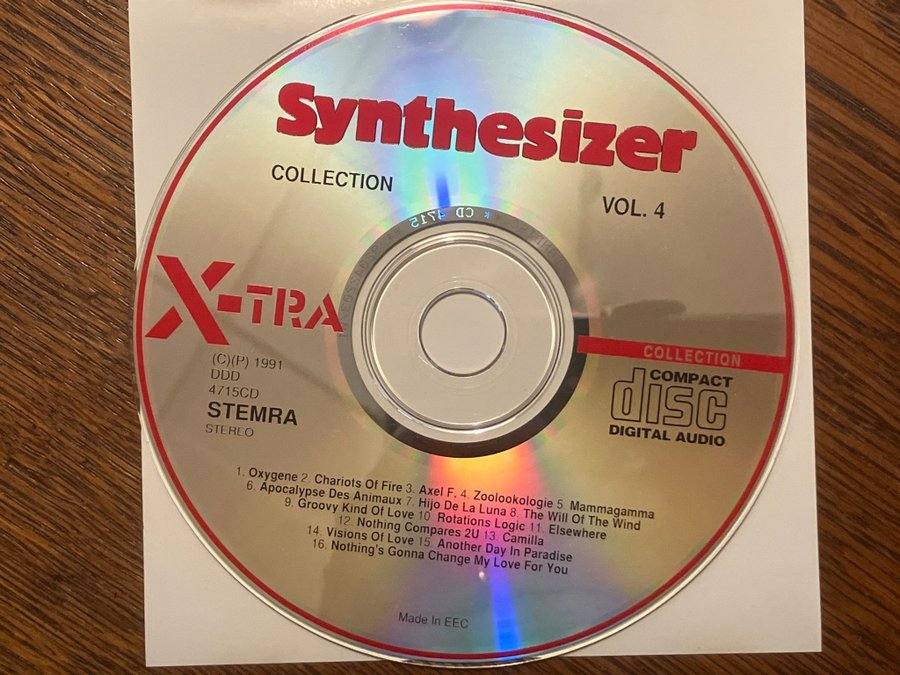 Synthesizer
COLLECTION
VOL. 4
CD 4715
X-TRA
(C)(P) 1991
DDD
4715CD
STEMRA
STEREO
COLLECTION
COMPACT
disc
DIGITAL AUDIO
1. Oxygene 2. Chariots Of Fire 3. Axel F. 4. Zoolookologie 5. Mammagamma
6. Apocalypse Des Animaux 7. Hijo De La Luna 8. The Will Of The Wind
9. Groovy Kind Of Love 10 Rotations Logic 11. Elsewhere
12. Nothing Compares 2U 13. Camilla
14. Visions Of Love 15. Another Day In Paradise
16. Nothing's Gonna Change My Love For You
Made In EEC